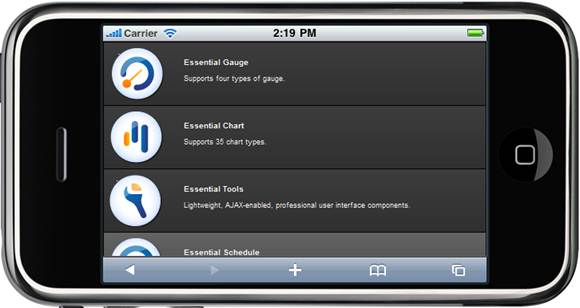 Carrier 2:19 PM
Essential Gauge
Supports four types of gauge.
Essential Chart
Supports 35 chart types.
Essential Tools
Lightweight, AJAX-enabled, professional user interface components.
Essential Schedule